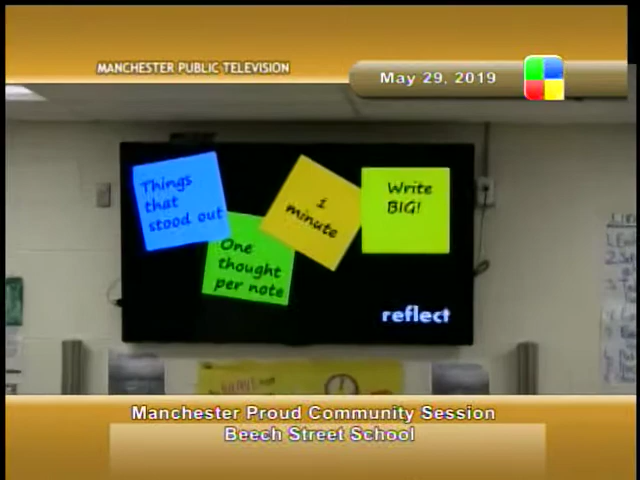 MANCHESTER PUBLIC TELEVISION
May 29, 2019
Things
that
stood out
One
thought
per note
1
minute
Write
BIG!
reflect
Manchester Proud Community Session
Beech Street School